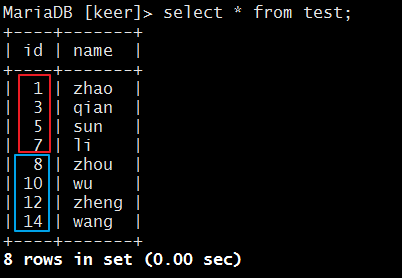 MariaDB [keer]> select * from test;
+----+-------+
| id | name  |
+----+-------+
|  1 | zhao  |
|  3 | qian  |
|  5 | sun   |
|  7 | li    |
|  8 | zhou  |
| 10 | wu    |
| 12 | zheng |
| 14 | wang  |
+----+-------+
8 rows in set (0.00 sec)